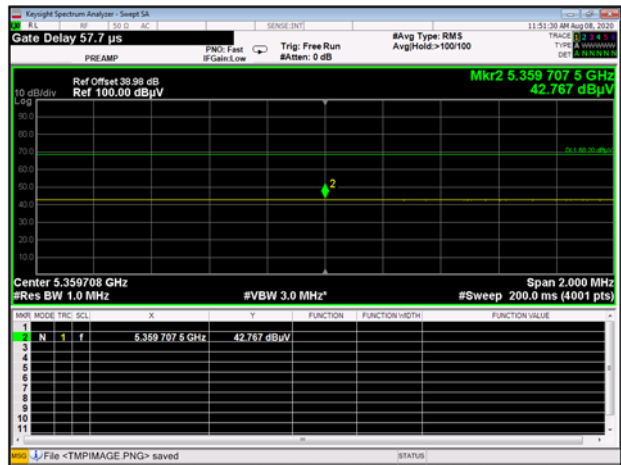 Keysight Spectrum Analyzer - Swept SA
RL RF 50 Ω AC SENSE:INT 11:51:30 AM Aug 08, 2020
Gate Delay 57.7 µs #Avg Type: RMS TRACE 1 2 3 4 5 6
PNO: Fast Trig: Free Run Avg|Hold:>100/100 TYPE A WWWWW
PREAMP IFGain:Low #Atten: 0 dB DET A N N N N N
Mkr2 5.359 707 5 GHz
Ref Offset 38.98 dB
10 dB/div Ref 100.00 dBµV 42.767 dBµV
Log
90.0
80.0
70.0
DL1 68.20 dBµV
60.0
2
50.0
40.0
30.0
20.0
10.0
Center 5.359708 GHz Span 2.000 MHz
#Res BW 1.0 MHz #VBW 3.0 MHz* #Sweep 200.0 ms (4001 pts)
MKR MODE TRC SCL X Y FUNCTION FUNCTION WIDTH FUNCTION VALUE
1
2 N 1 f 5.359 707 5 GHz 42.767 dBµV
3
4
5
6
7
8
9
10
11
MSG File <TMPIMAGE.PNG> saved STATUS